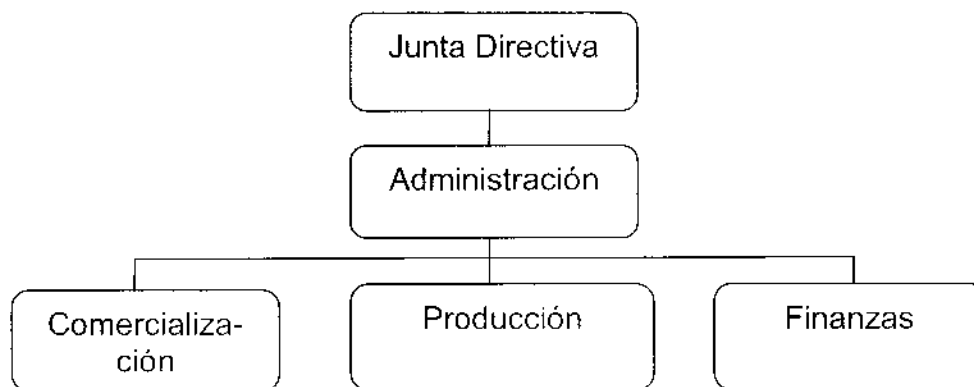 Junta Directiva
Administración
Comercializa-
ción
Producción
Finanzas